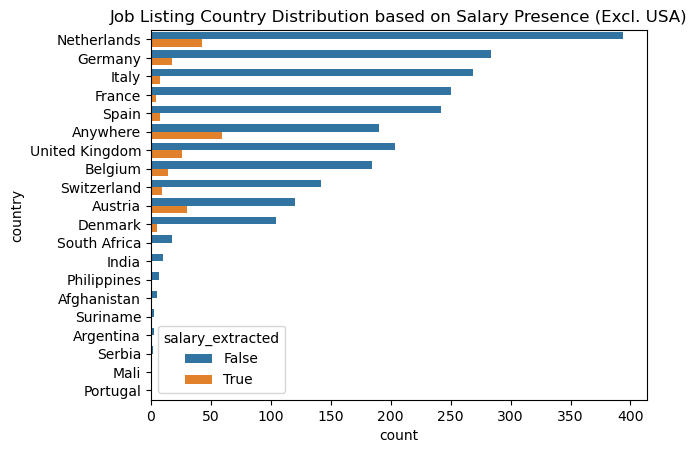 Job Listing Country Distribution based on Salary Presence (Excl. USA)
Netherlands
Germany
Italy
France
Spain
Anywhere
United Kingdom
Belgium
Switzerland
Austria
Denmark
South Africa
India
Philippines
Afghanistan
Suriname
Argentina
Serbia
Mali
Portugal
country
salary_extracted
False
True
0 50 100 150 200 250 300 350 400
count